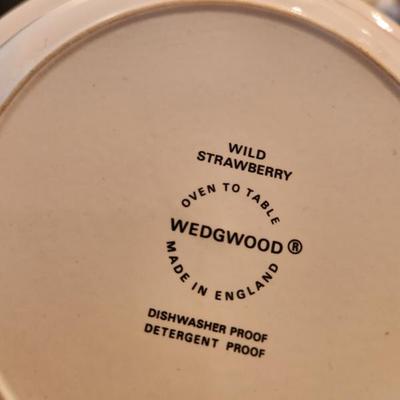 WILD
STRAWBERRY
OVEN TO TABLE
WEDGWOOD ®
MADE IN ENGLAND
DISHWASHER PROOF
DETERGENT PROOF